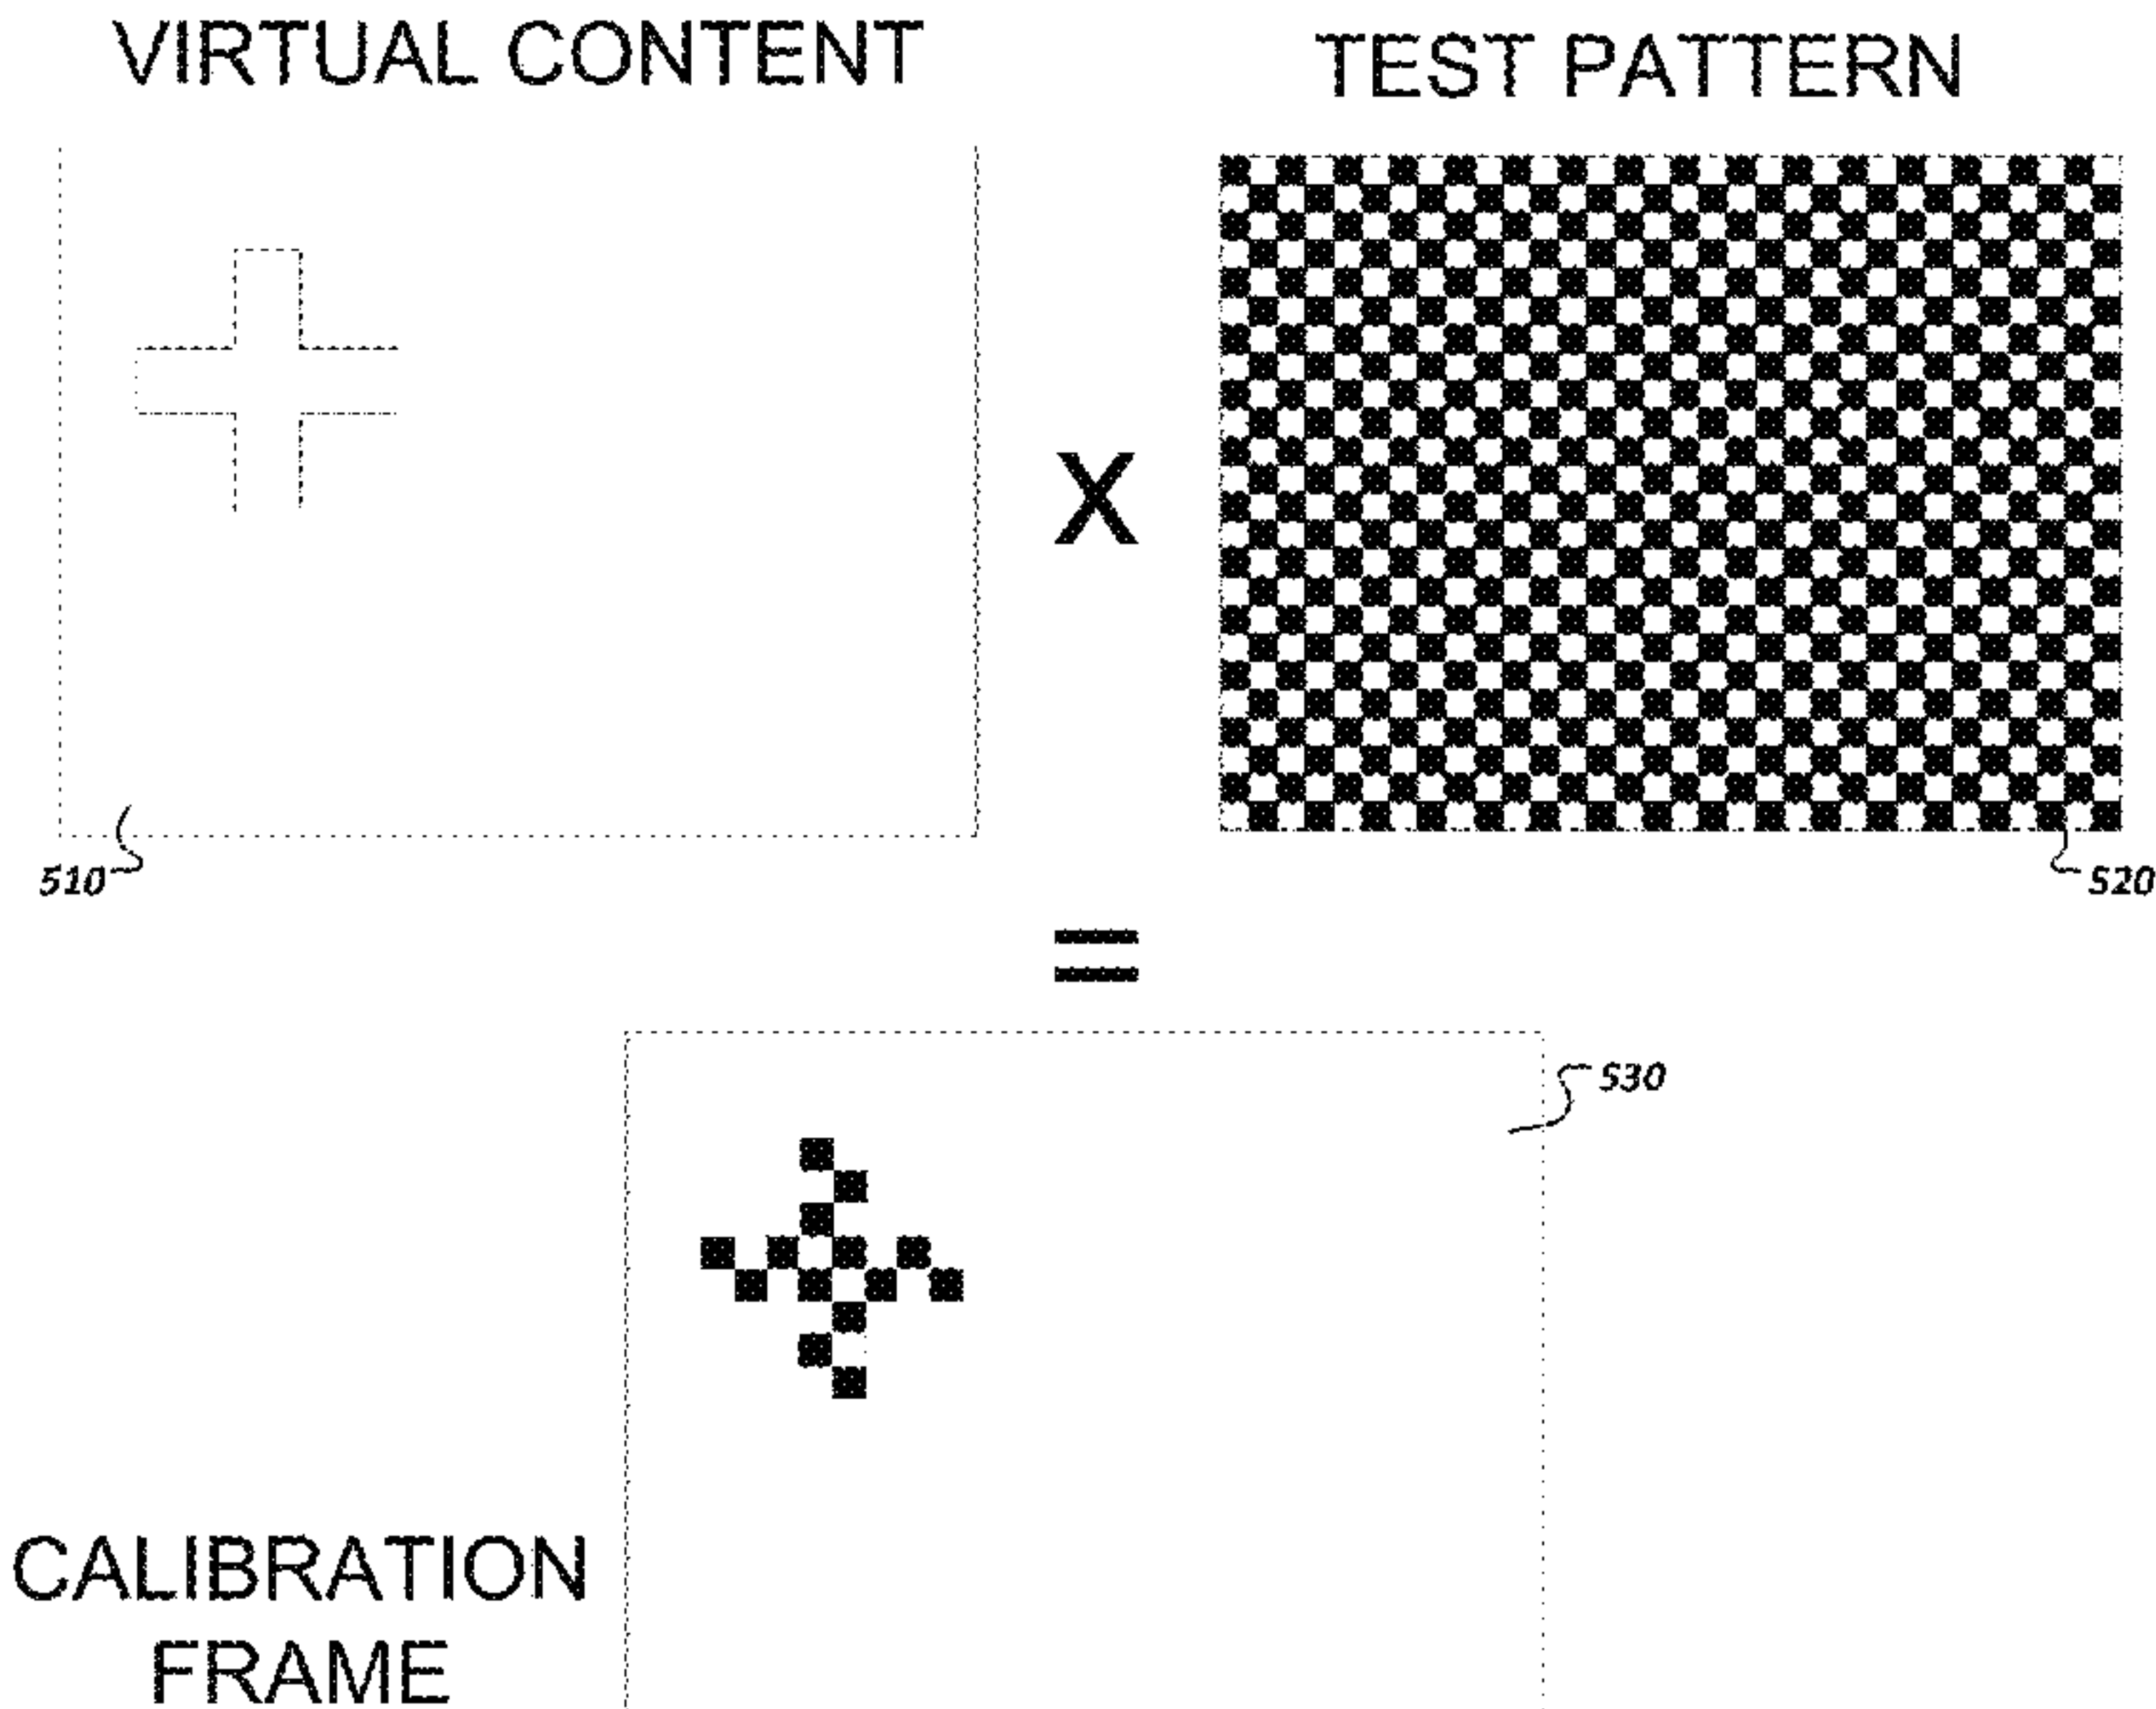 VIRTUAL CONTENT
TEST PATTERN
X
510
520
=
530
CALIBRATION
FRAME